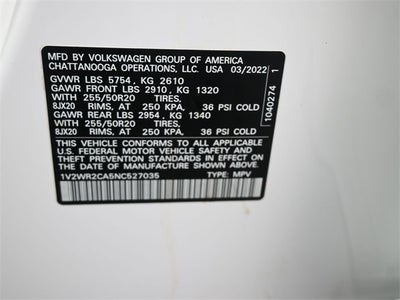 MFD. BY VOLKSWAGEN GROUP OF AMERICA
CHATTANOOGA OPERATIONS, LLC. USA 03/2022
GVWR LBS 5754, KG 2610
GAWR FRONT LBS 2910, KG 1320
WITH 255/50R20 TIRES,
8JX20 RIMS, AT 250 KPA, 36 PSI COLD
GAWR REAR LBS 2954, KG 1340
WITH 255/50R20 TIRES,
8JX20 RIMS, AT 250 KPA, 36 PSI COLD
THIS VEHICLE CONFORMS TO ALL APPLICABLE
U.S. FEDERAL MOTOR VEHICLE SAFETY AND
THEFT PREVENTION STANDARDS IN EFFECT ON
THE DATE OF MANUFACTURE SHOWN ABOVE.
1V2WR2CA5NC527035 TYPE: MPV
1040274 1